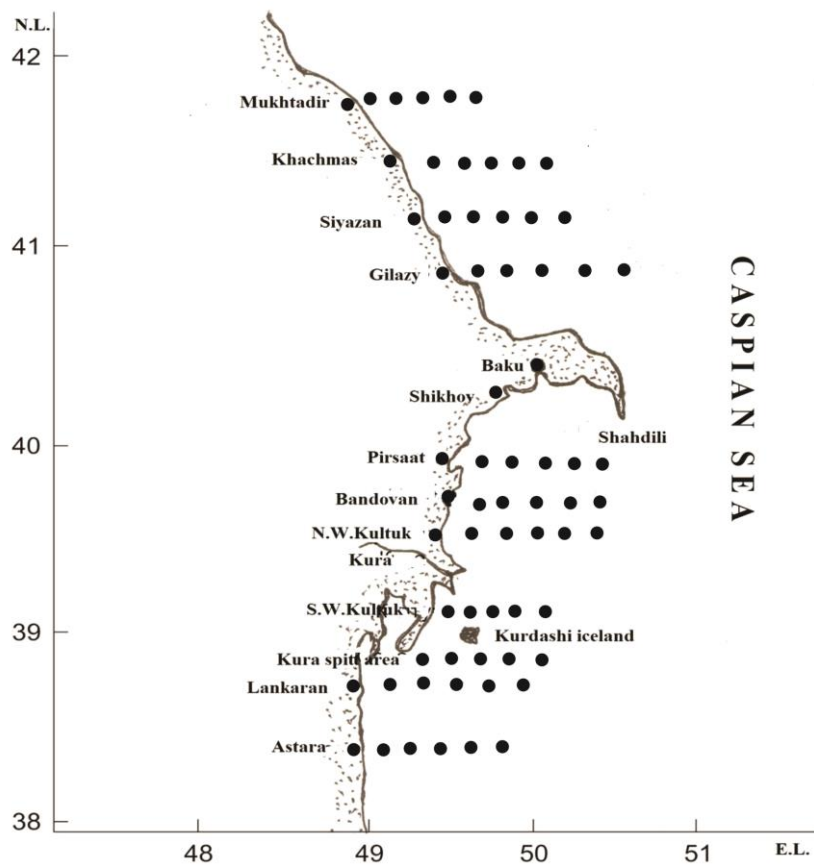 N.L.
42
Mukhtadir
Khachmas
Siyazan
41
Gilazy
CASPIAN SEA
Baku
Shikhoy
Shahdili
40
Pirsaat
Bandovan
N.W.Kultuk
Kura
S.W.Kultuk
39
Kurdashi iceland
Kura spitt area
Lankaran
Astara
38
48
49
50
51
E.L.